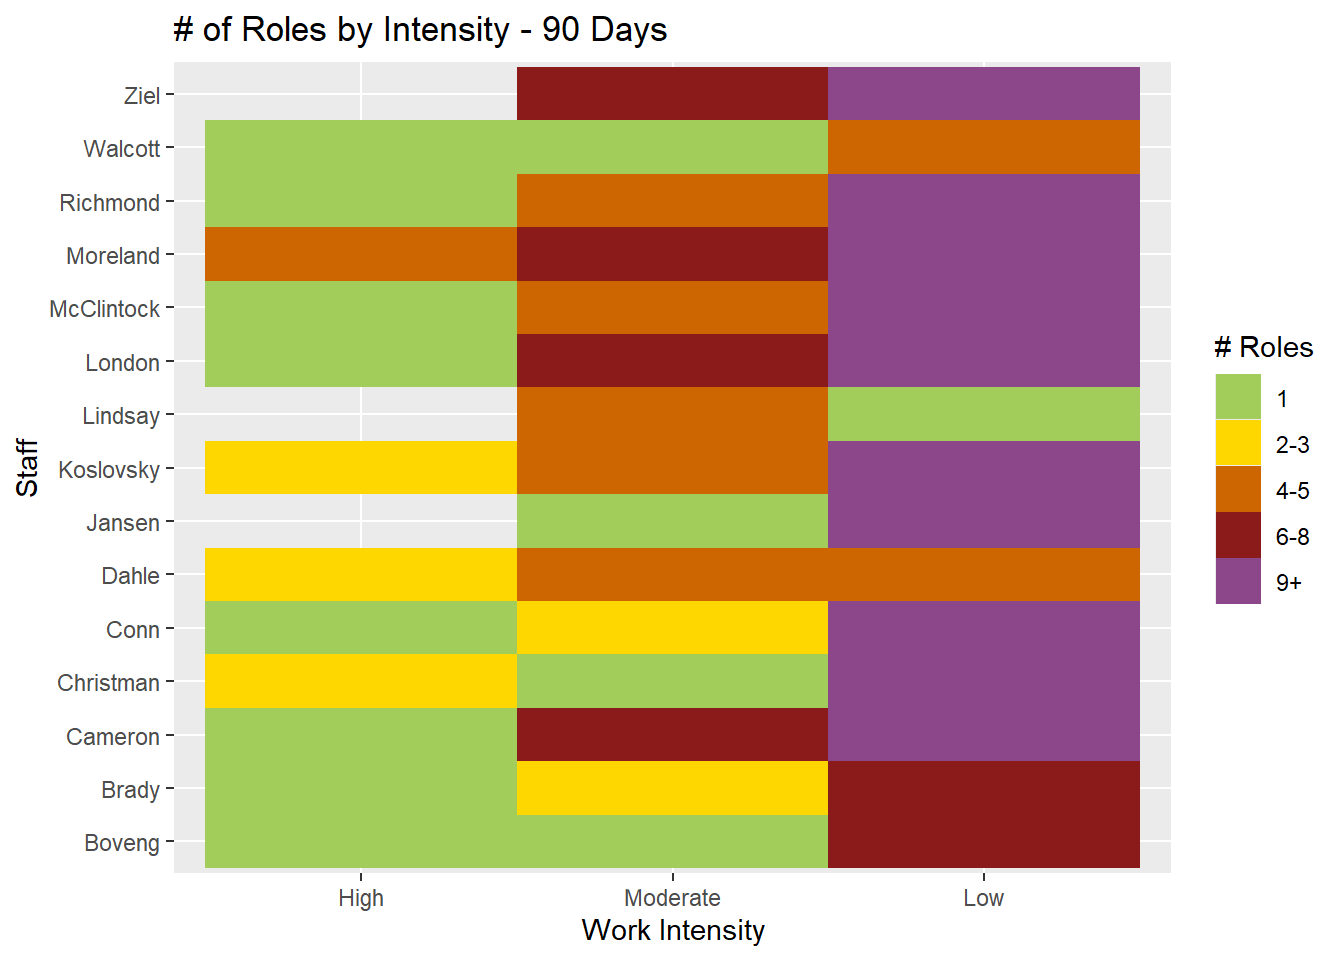 # of Roles by Intensity - 90 Days
Ziel
Walcott
Richmond
Moreland
McClintock
London
Lindsay
Koslovsky
Jansen
Dahle
Conn
Christman
Cameron
Brady
Boveng
Staff
High
Moderate
Low
Work Intensity
# Roles
1
2-3
4-5
6-8
9+